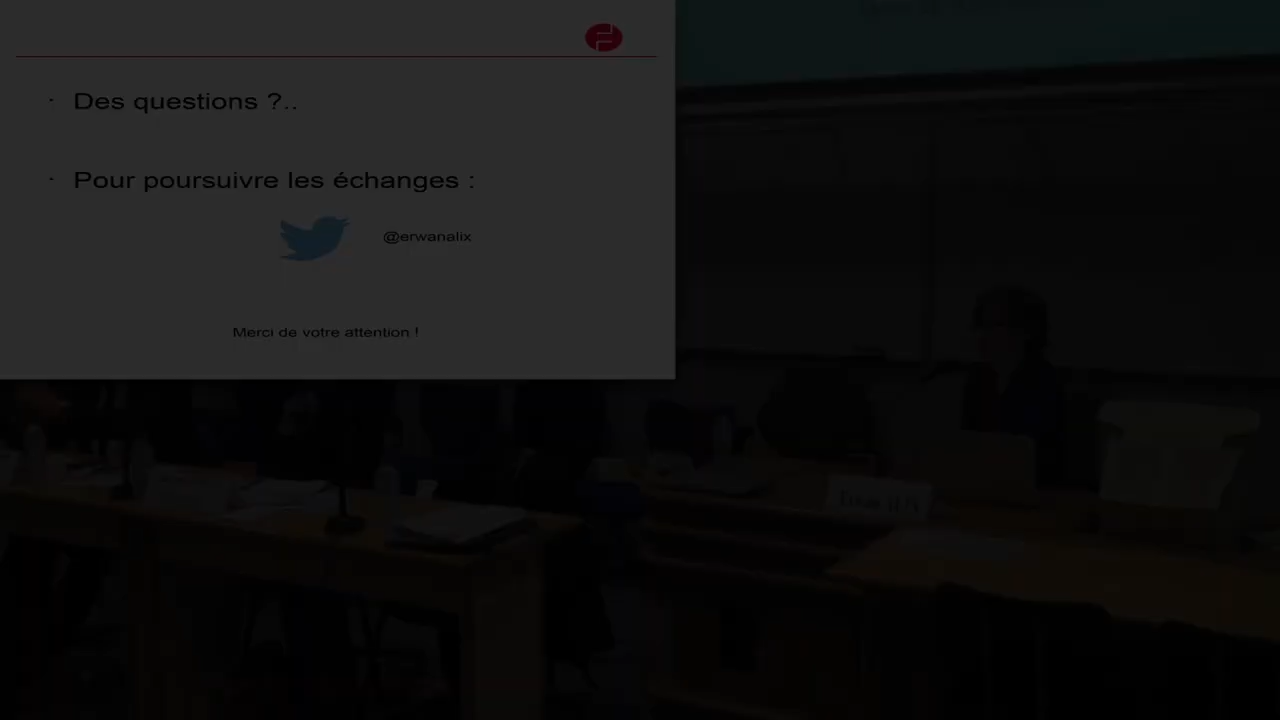 · Des questions ?..
· Pour poursuivre les échanges :
@erwanalix
Merci de votre attention !